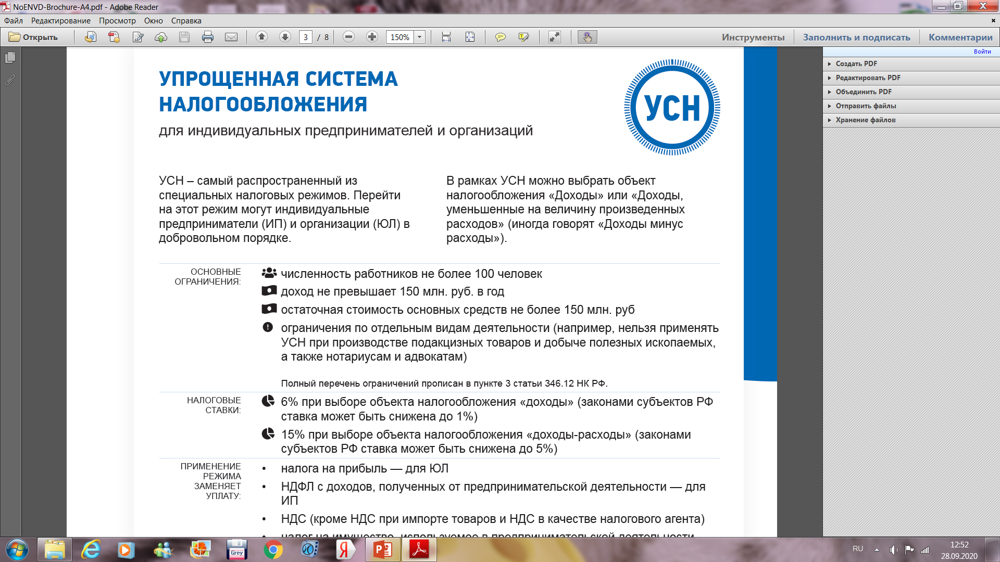 NoENVD-Brochure-A4.pdf - Adobe Reader
Файл Редактирование Просмотр Окно Справка
Открыть 3 / 8 150% Инструменты Заполнить и подписать Комментарии
Войти
Создать PDF
Редактировать PDF
Объединить PDF
Отправить файлы
Хранение файлов
УПРОЩЕННАЯ СИСТЕМА
НАЛОГООБЛОЖЕНИЯ
для индивидуальных предпринимателей и организаций
УСН
УСН – самый распространенный из
специальных налоговых режимов. Перейти
на этот режим могут индивидуальные
предприниматели (ИП) и организации (ЮЛ) в
добровольном порядке.
В рамках УСН можно выбрать объект
налогообложения «Доходы» или «Доходы,
уменьшенные на величину произведенных
расходов» (иногда говорят «Доходы минус
расходы»).
ОСНОВНЫЕ
ОГРАНИЧЕНИЯ:
численность работников не более 100 человек
доход не превышает 150 млн. руб. в год
остаточная стоимость основных средств не более 150 млн. руб
ограничения по отдельным видам деятельности (например, нельзя применять
УСН при производстве подакцизных товаров и добыче полезных ископаемых,
а также нотариусам и адвокатам)
Полный перечень ограничений прописан в пункте 3 статьи 346.12 НК РФ.
НАЛОГОВЫЕ
СТАВКИ:
6% при выборе объекта налогообложения «доходы» (законами субъектов РФ
ставка может быть снижена до 1%)
15% при выборе объекта налогообложения «доходы-расходы» (законами
субъектов РФ ставка может быть снижена до 5%)
ПРИМЕНЕНИЕ
РЕЖИМА
ЗАМЕНЯЕТ
УПЛАТУ:
• налога на прибыль — для ЮЛ
• НДФЛ с доходов, полученных от предпринимательской деятельности — для
ИП
• НДС (кроме НДС при импорте товаров и НДС в качестве налогового агента)
• налог на имущество, используемое в предпринимательской деятельности
Grey
RU
12:52
28.09.2020